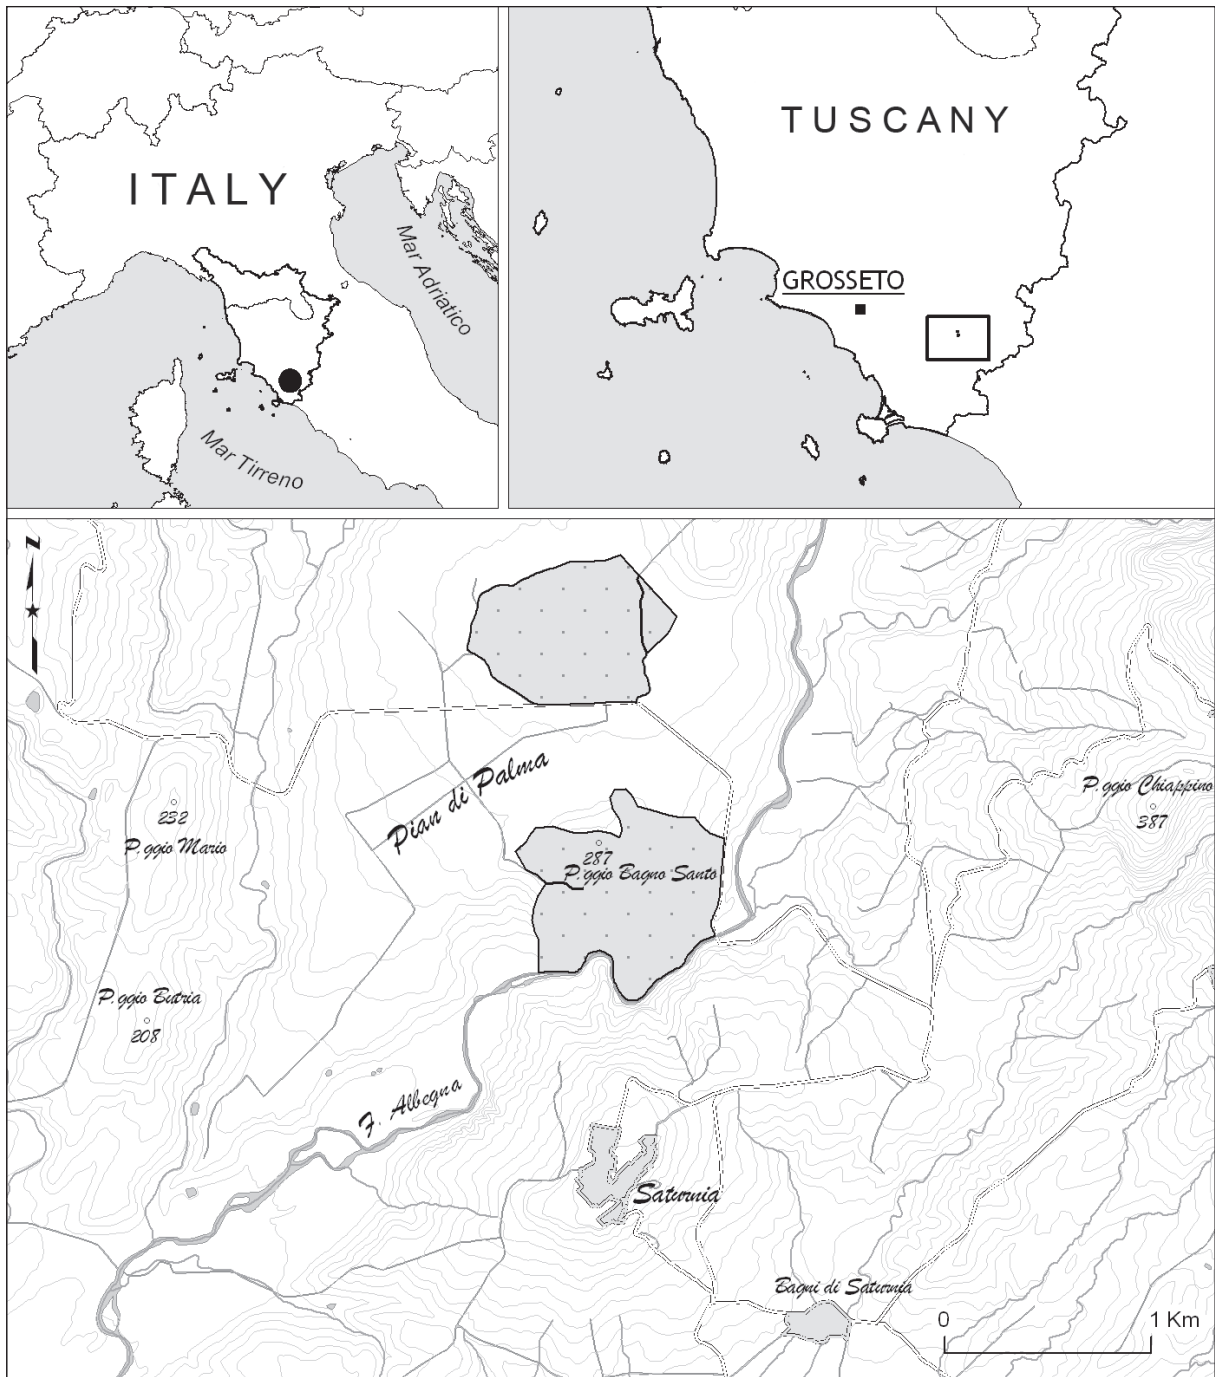 ITALY
Mar Adriatico
Mar Tirreno
TUSCANY
GROSSETO
N
Pian di Palma
232
P.ggio Mario
287
P.ggio Bagno Santo
P.ggio Chiappino
387
P.ggio Butria
208
F. Albegna
Saturnia
Bagni di Saturnia
0
1 Km